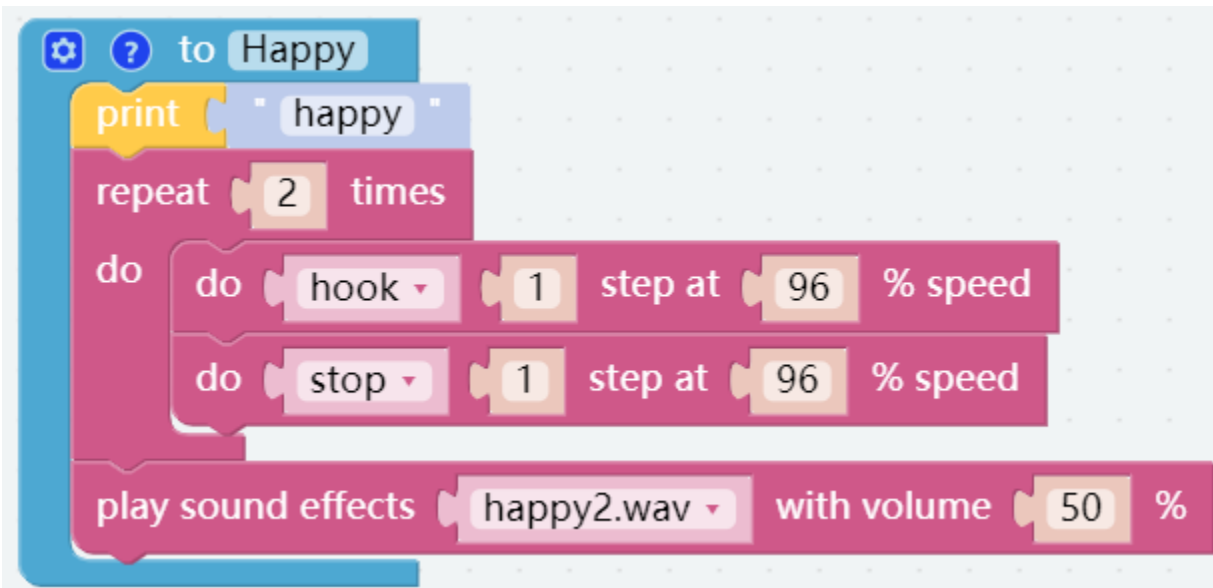 ? to Happy
print " happy "
repeat 2 times
do do hook 1 step at 96 % speed
do stop 1 step at 96 % speed
play sound effects happy2.wav with volume 50 %